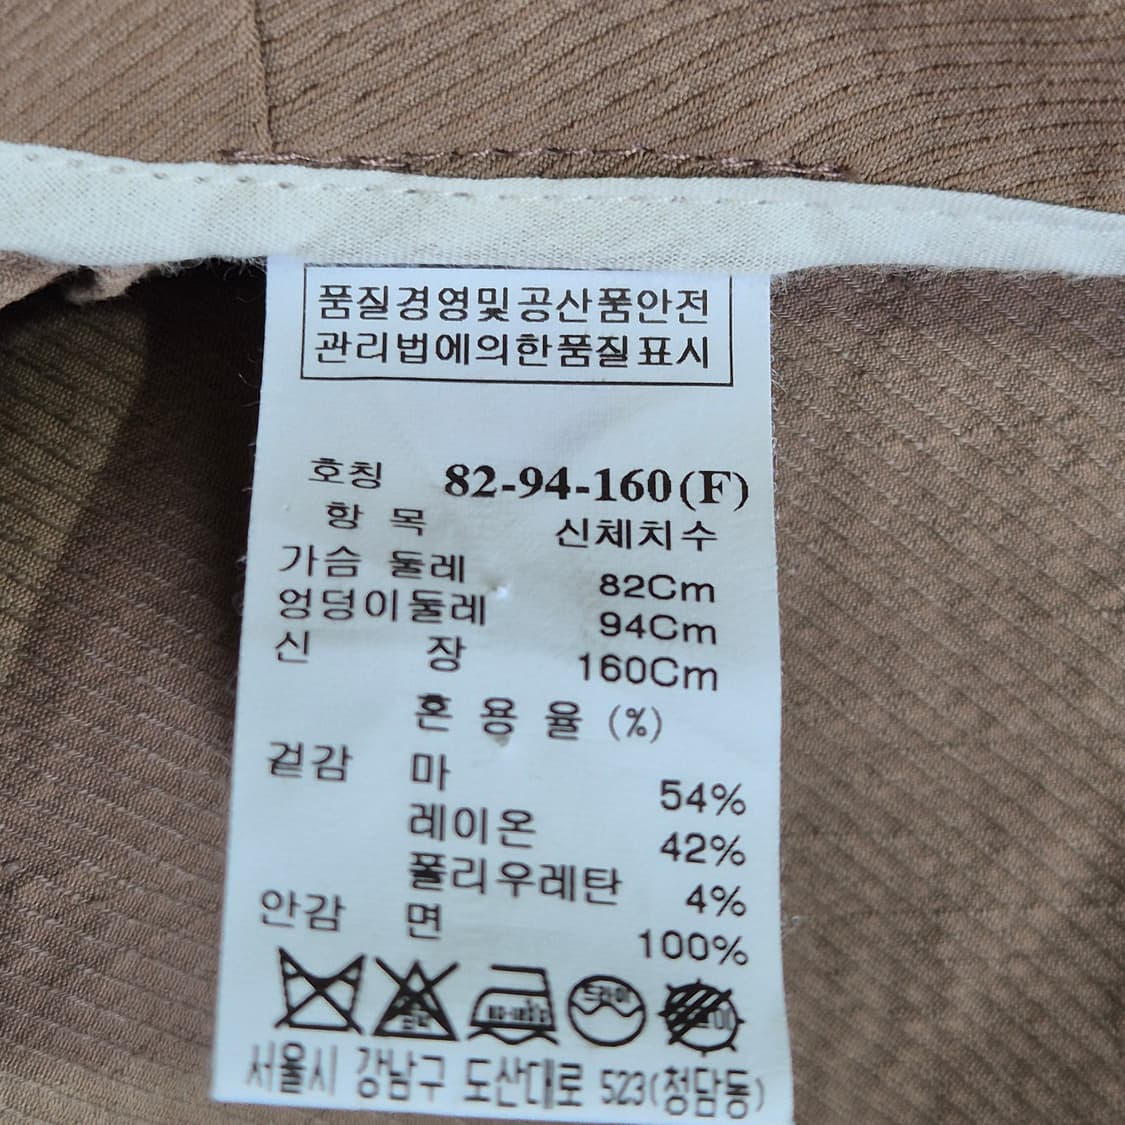 품질경영및공산품안전
관리법에의한품질표시
호칭 82-94-160(F)
항 목 신체치수
가슴 둘레 82Cm
엉덩이둘레 94Cm
신 장 160Cm
혼 용 율 (%)
겉감 마 54%
레이온 42%
폴리우레탄 4%
안감 면 100%
드라이
서울시 강남구 도산대로 523(청담동)